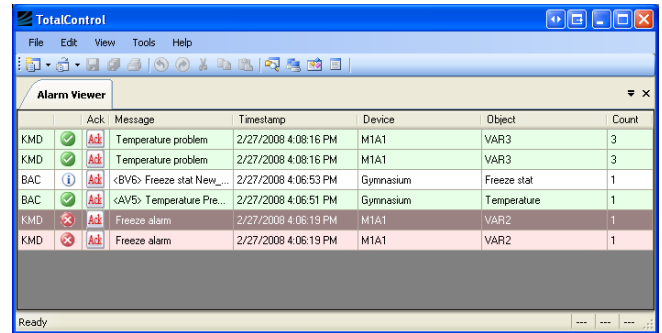 TotalControl
File Edit View Tools Help
Alarm Viewer
Ack Message Timestamp Device Object Count
KMD Ack Temperature problem 2/27/2008 4:08:16 PM M1A1 VAR3 3
KMD Ack Temperature problem 2/27/2008 4:08:16 PM M1A1 VAR3 3
BAC Ack <BV6> Freeze stat New_... 2/27/2008 4:06:53 PM Gymnasium Freeze stat 1
BAC Ack <AV5> Temperature Pre... 2/27/2008 4:06:51 PM Gymnasium Temperature 1
KMD Ack Freeze alarm 2/27/2008 4:06:19 PM M1A1 VAR2 1
KMD Ack Freeze alarm 2/27/2008 4:06:19 PM M1A1 VAR2 1
Ready --- --- ---